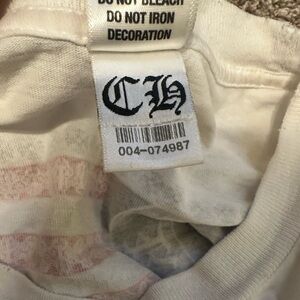 DO NOT BLEACH
DO NOT IRON
DECORATION
CH
004-074987